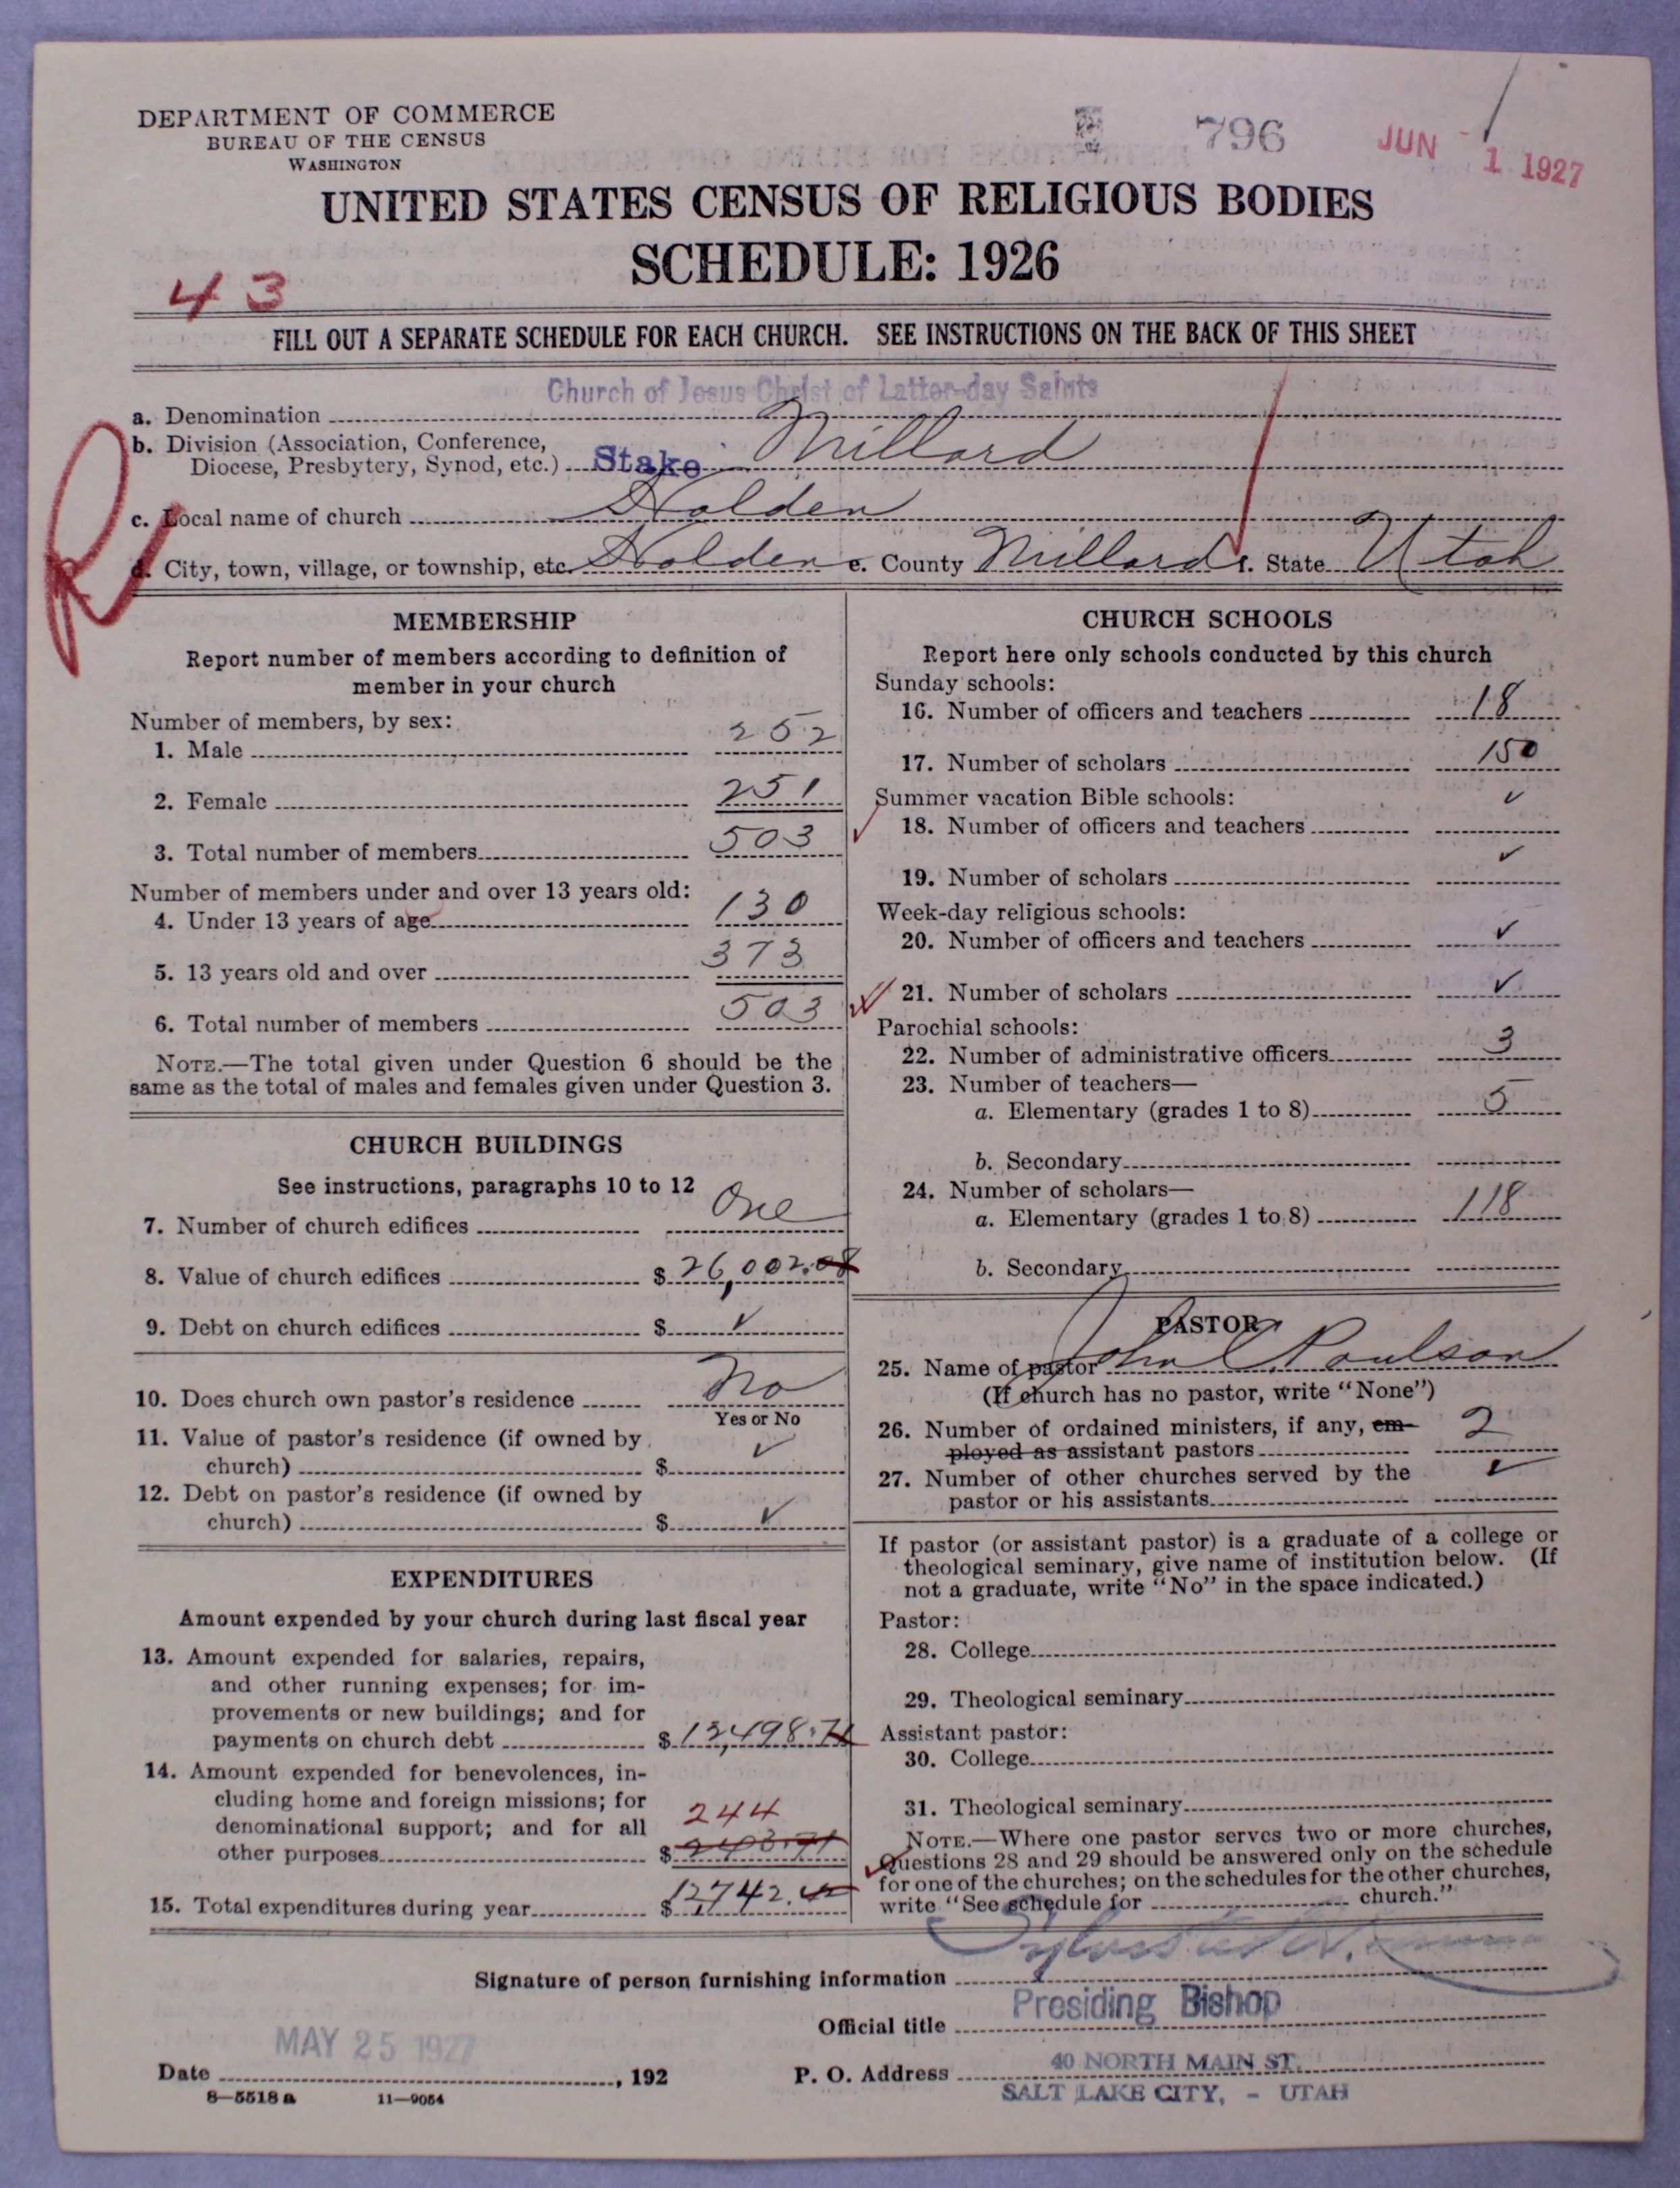 DEPARTMENT OF COMMERCE
BUREAU OF THE CENSUS
WASHINGTON
796
JUN 1 1927
UNITED STATES CENSUS OF RELIGIOUS BODIES
SCHEDULE: 1926
43
FILL OUT A SEPARATE SCHEDULE FOR EACH CHURCH. SEE INSTRUCTIONS ON THE BACK OF THIS SHEET
a. Denomination Church of Jesus Christ of Latter-day Saints
b. Division (Association, Conference,
Diocese, Presbytery, Synod, etc.) Stake Millard
c. Local name of church Holden
d. City, town, village, or township, etc. Holden e. County Millard f. State Utah
R
MEMBERSHIP
Report number of members according to definition of
member in your church
Number of members, by sex:
1. Male 252
2. Female 251
3. Total number of members 503
Number of members under and over 13 years old:
4. Under 13 years of age 130
5. 13 years old and over 373
6. Total number of members 503
NOTE.—The total given under Question 6 should be the
same as the total of males and females given under Question 3.
CHURCH BUILDINGS
See instructions, paragraphs 10 to 12
7. Number of church edifices One
8. Value of church edifices $ 26,002.08
9. Debt on church edifices $ ✓
10. Does church own pastor's residence No
Yes or No
11. Value of pastor's residence (if owned by
church) $ ✓
12. Debt on pastor's residence (if owned by
church) $ ✓
EXPENDITURES
Amount expended by your church during last fiscal year
13. Amount expended for salaries, repairs,
and other running expenses; for im-
provements or new buildings; and for
payments on church debt $ 12,498.71
14. Amount expended for benevolences, in-
cluding home and foreign missions; for
denominational support; and for all 244
other purposes $ 243.71
15. Total expenditures during year $ 12,742.
CHURCH SCHOOLS
Report here only schools conducted by this church
Sunday schools:
16. Number of officers and teachers 18
17. Number of scholars 150
Summer vacation Bible schools:
18. Number of officers and teachers ✓
19. Number of scholars ✓
Week-day religious schools:
20. Number of officers and teachers ✓
21. Number of scholars ✓
Parochial schools:
22. Number of administrative officers 3
23. Number of teachers—
a. Elementary (grades 1 to 8) 5
b. Secondary
24. Number of scholars—
a. Elementary (grades 1 to 8) 118
b. Secondary
PASTOR
25. Name of pastor John C Poulson
(If church has no pastor, write "None")
26. Number of ordained ministers, if any, em-
ployed as assistant pastors 2
27. Number of other churches served by the
pastor or his assistants ✓
If pastor (or assistant pastor) is a graduate of a college or
theological seminary, give name of institution below. (If
not a graduate, write "No" in the space indicated.)
Pastor:
28. College
29. Theological seminary
Assistant pastor:
30. College
31. Theological seminary
NOTE.—Where one pastor serves two or more churches,
Questions 28 and 29 should be answered only on the schedule
for one of the churches; on the schedules for the other churches,
write "See schedule for church."
Signature of person furnishing information
Official title Presiding Bishop
MAY 25 1927
Date , 192
P. O. Address 40 NORTH MAIN ST.
SALT LAKE CITY, - UTAH
8—5518 a 11—9054